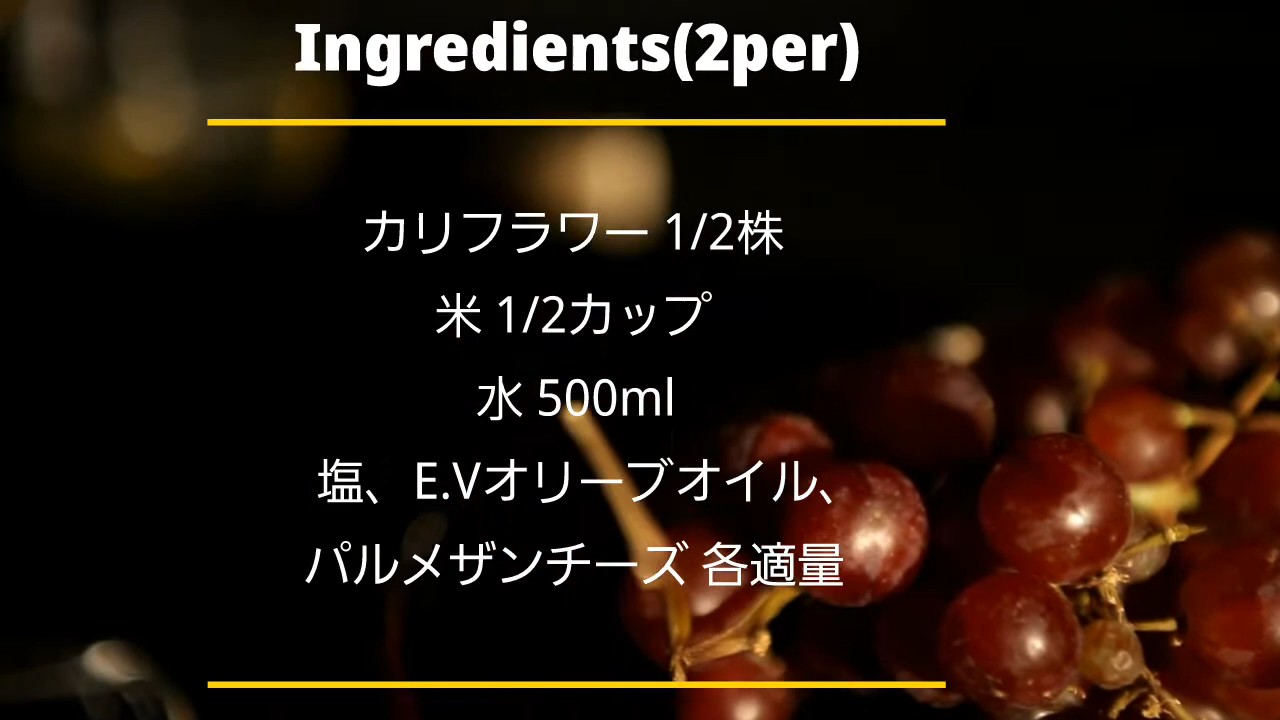 Ingredients(2per)
カリフラワー 1/2株
米 1/2カップ
水 500ml
塩、E.Vオリーブオイル、
パルメザンチーズ 各適量